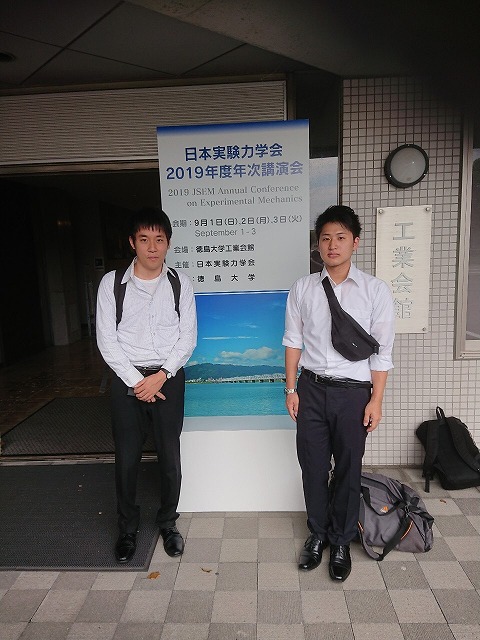 日本実験力学会
2019年度年次講演会
2019 JSEM Annual Conference
on Experimental Mechanics
会期：9月1日(日),2日(月),3日(火)
September 1-3
会場：徳島大学工業会館
主催：日本実験力学会
：徳島大学
工業会館